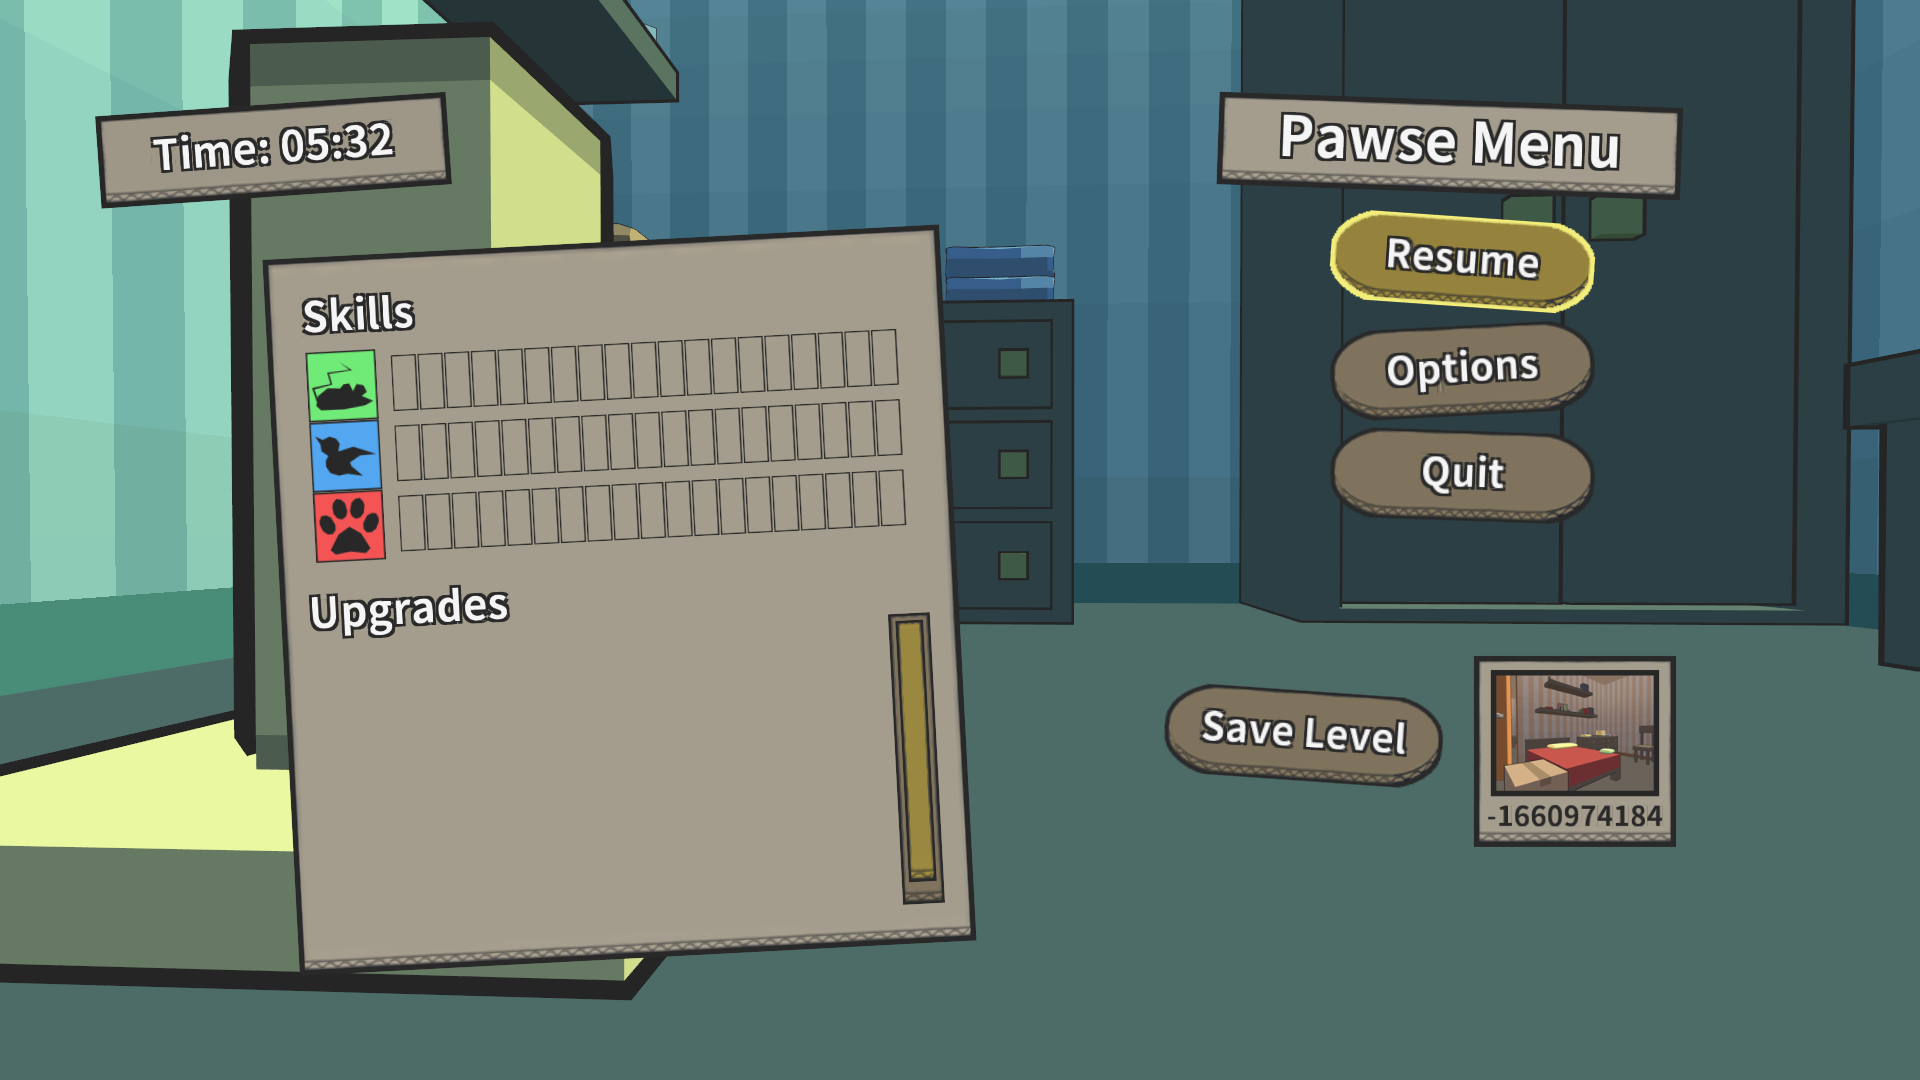 Time: 05:32
Pawse Menu
Resume
Skills
Options
Quit
Upgrades
Save Level
-1660974184